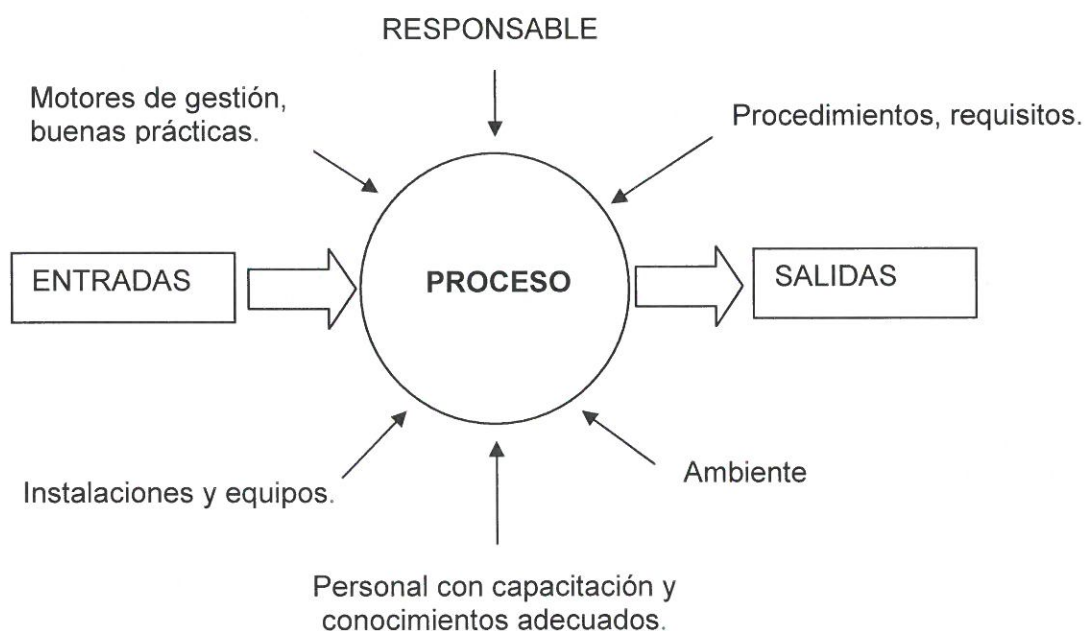 RESPONSABLE
Motores de gestión,
buenas prácticas.
Procedimientos, requisitos.
ENTRADAS
PROCESO
SALIDAS
Instalaciones y equipos.
Ambiente
Personal con capacitación y
conocimientos adecuados.